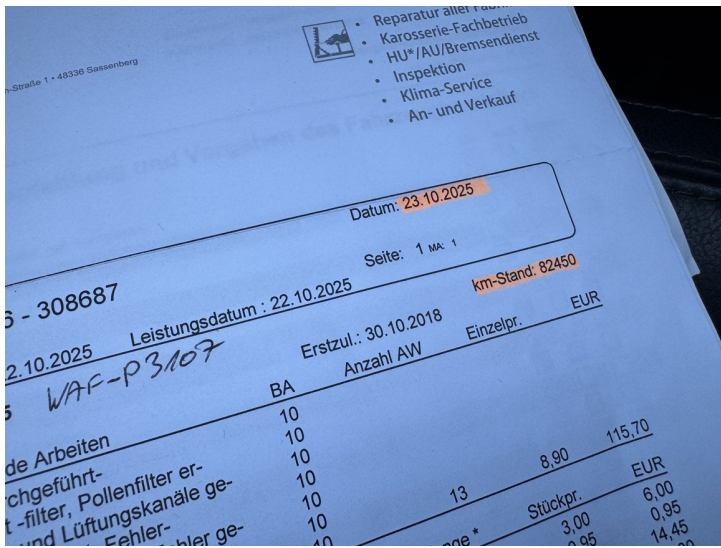 Reparatur aller
Karosserie-Fachbetrieb
HU*/AU/Bremsendienst
Inspektion
Klima-Service
An- und Verkauf
-Straße 1 • 48336 Sassenberg
Datum: 23.10.2025
Seite: 1 MA: 1
- 308687
Leistungsdatum : 22.10.2025
km-Stand: 82450
2.10.2025
Erstzul.: 30.10.2018
WAF-P3107
BA Anzahl AW Einzelpr. EUR
de Arbeiten 10
chgeführt- 10
-filter, Pollenfilter er- 10
und Lüftungskanäle ge- 10
Fehler- 10
ge- 10
13 8,90 115,70
Stückpr. EUR
3,00 6,00
0,95 0,95
14,45